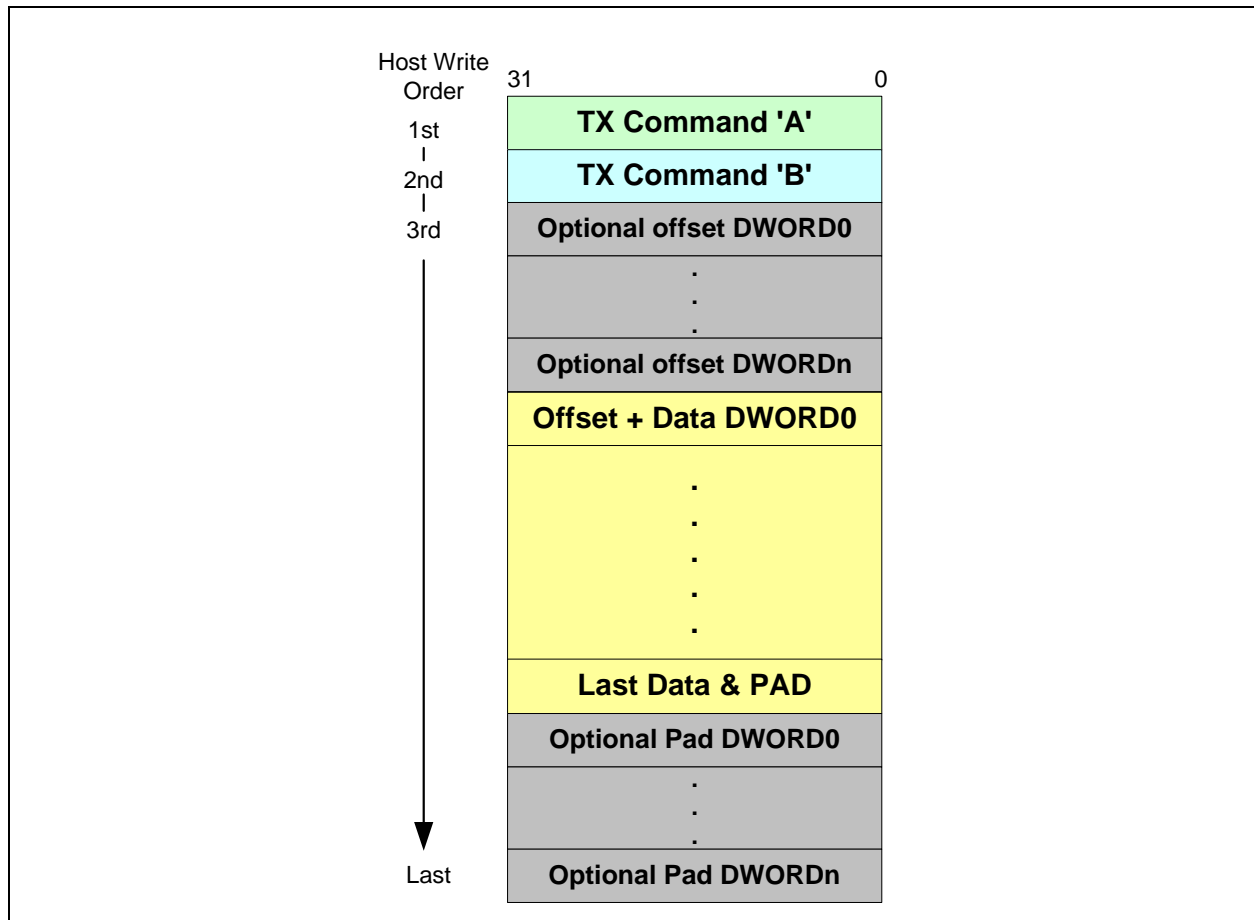 Host Write
Order
31
0
1st
TX Command 'A'
2nd
TX Command 'B'
3rd
Optional offset DWORD0
.
.
.
Optional offset DWORDn
Offset + Data DWORD0
.
.
.
.
.
Last Data & PAD
Optional Pad DWORD0
.
.
.
Last
Optional Pad DWORDn